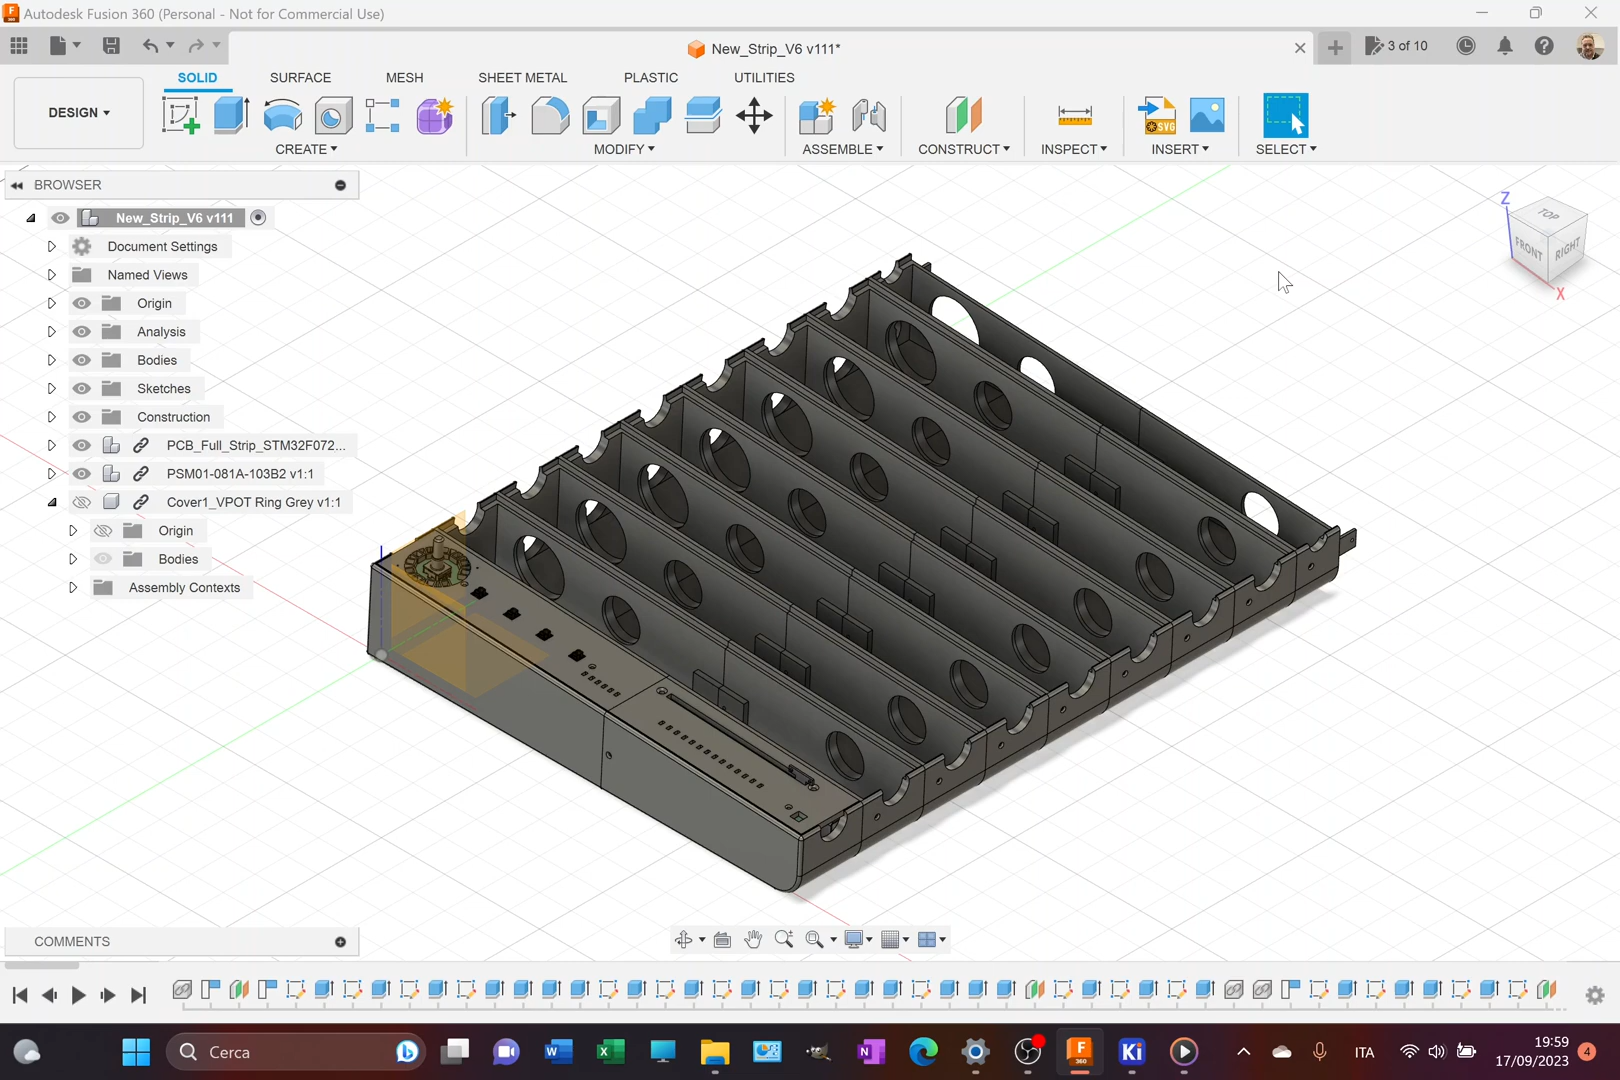 Autodesk Fusion 360 (Personal - Not for Commercial Use)
New_Strip_V6 v111*
3 of 10
DESIGN
SOLID
SURFACE
MESH
SHEET METAL
PLASTIC
UTILITIES
CREATE
MODIFY
ASSEMBLE
CONSTRUCT
INSPECT
INSERT
SELECT
SVG
BROWSER
New_Strip_V6 v111
Document Settings
Named Views
Origin
Analysis
Bodies
Sketches
Construction
PCB_Full_Strip_STM32F072...
PSM01-081A-103B2 v1:1
Cover1_VPOT Ring Grey v1:1
Origin
Bodies
Assembly Contexts
Z
TOP
FRONT
RIGHT
X
COMMENTS
Cerca
ITA
19:59
17/09/2023
4